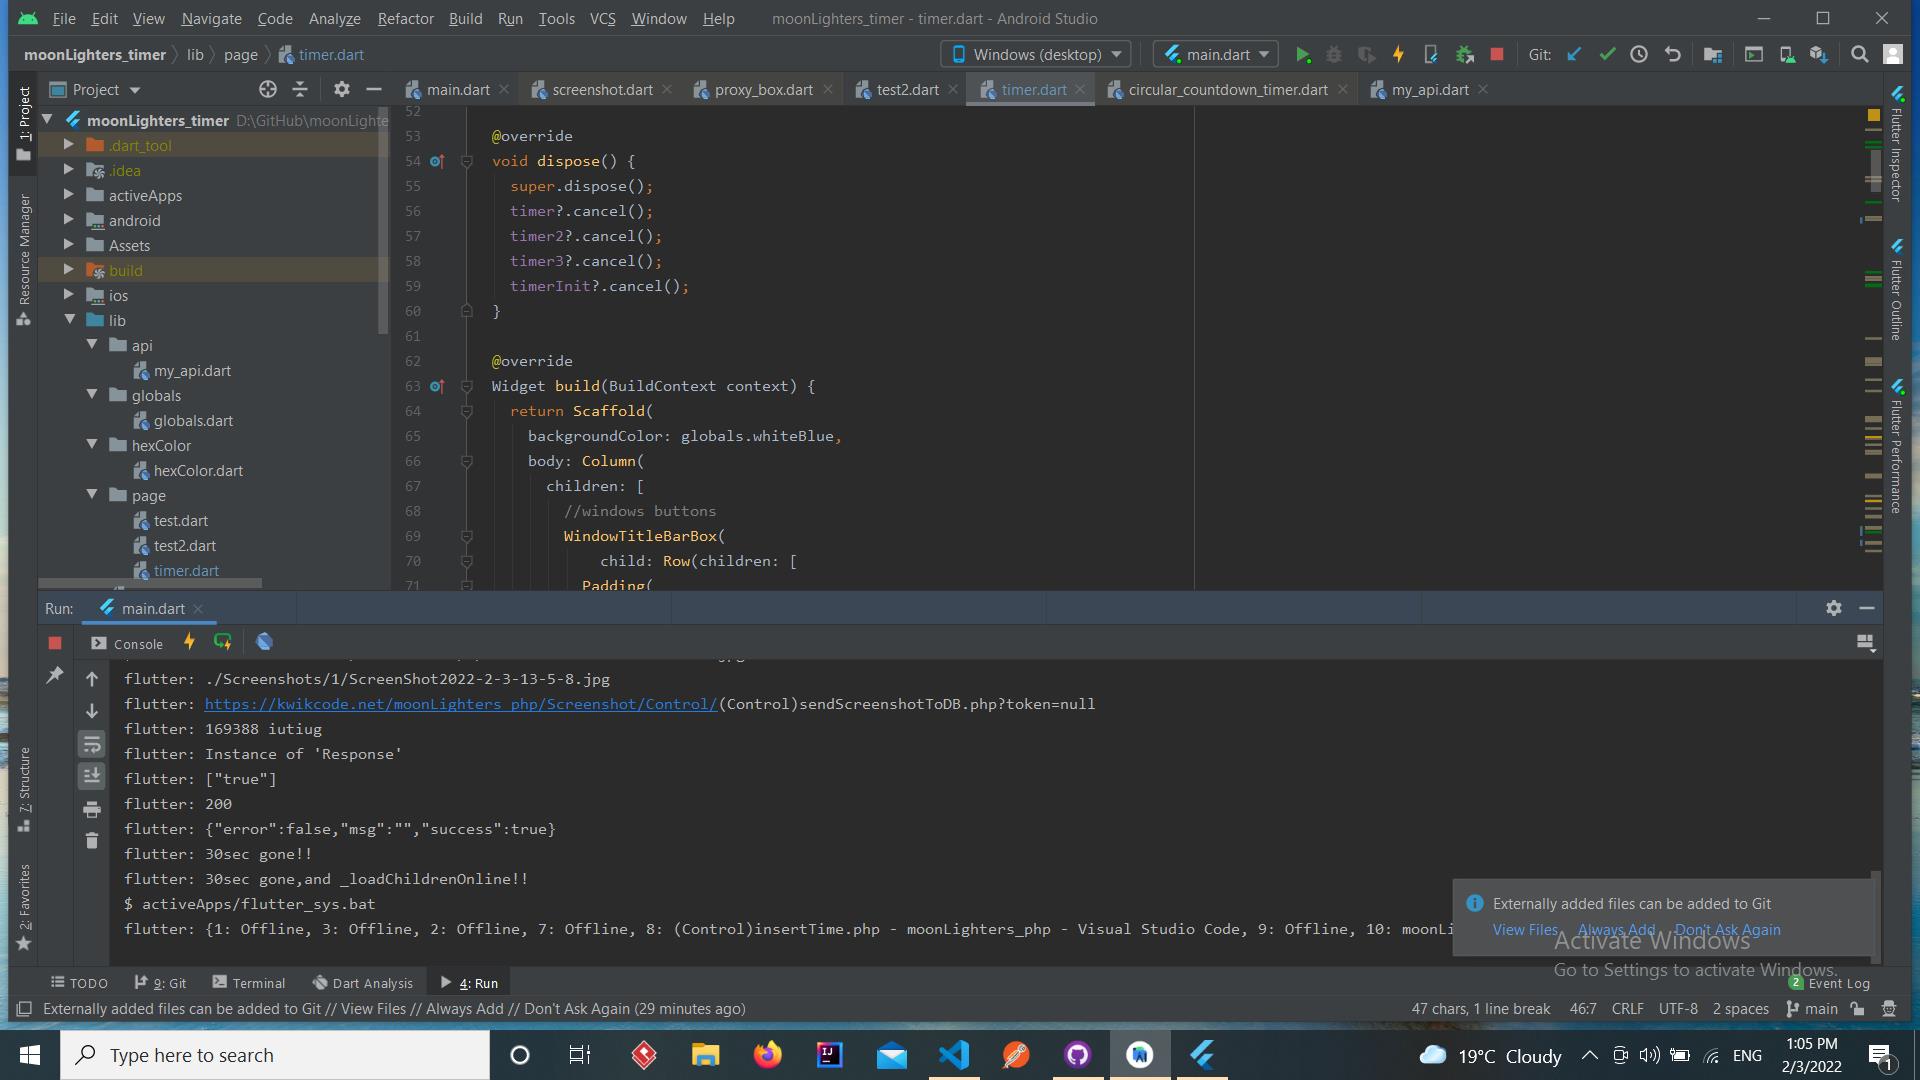 File Edit View Navigate Code Analyze Refactor Build Run Tools VCS Window Help moonLighters_timer - timer.dart - Android Studio
moonLighters_timer lib page timer.dart Windows (desktop) main.dart Git:
Project main.dart screenshot.dart proxy_box.dart test2.dart timer.dart circular_countdown_timer.dart my_api.dart
1: Project
Resource Manager
7: Structure
2: Favorites
moonLighters_timer D:\GitHub\moonLighte
.dart_tool
.idea
activeApps
android
Assets
build
ios
lib
api
my_api.dart
globals
globals.dart
hexColor
hexColor.dart
page
test.dart
test2.dart
timer.dart
52
53 @override
54 void dispose() {
55 super.dispose();
56 timer?.cancel();
57 timer2?.cancel();
58 timer3?.cancel();
59 timerInit?.cancel();
60 }
61
62 @override
63 Widget build(BuildContext context) {
64 return Scaffold(
65 backgroundColor: globals.whiteBlue,
66 body: Column(
67 children: [
68 //windows buttons
69 WindowTitleBarBox(
70 child: Row(children: [
71 Padding(
Flutter Inspector
Flutter Outline
Flutter Performance
Run: main.dart
Console
flutter: ./Screenshots/1/ScreenShot2022-2-3-13-5-8.jpg
flutter: https://kwikcode.net/moonLighters_php/Screenshot/Control/(Control)sendScreenshotToDB.php?token=null
flutter: 169388 iutiug
flutter: Instance of 'Response'
flutter: ["true"]
flutter: 200
flutter: {"error":false,"msg":"","success":true}
flutter: 30sec gone!!
flutter: 30sec gone,and _loadChildrenOnline!!
$ activeApps/flutter_sys.bat
flutter: {1: Offline, 3: Offline, 2: Offline, 7: Offline, 8: (Control)insertTime.php - moonLighters_php - Visual Studio Code, 9: Offline, 10: moonLi
Externally added files can be added to Git
View Files Always Add Don't Ask Again
Activate Windows
Go to Settings to activate Windows.
TODO 9: Git Terminal Dart Analysis 4: Run 2 Event Log
Externally added files can be added to Git // View Files // Always Add // Don't Ask Again (29 minutes ago) 47 chars, 1 line break 46:7 CRLF UTF-8 2 spaces main
Type here to search 19°C Cloudy ENG 1:05 PM
2/3/2022
1